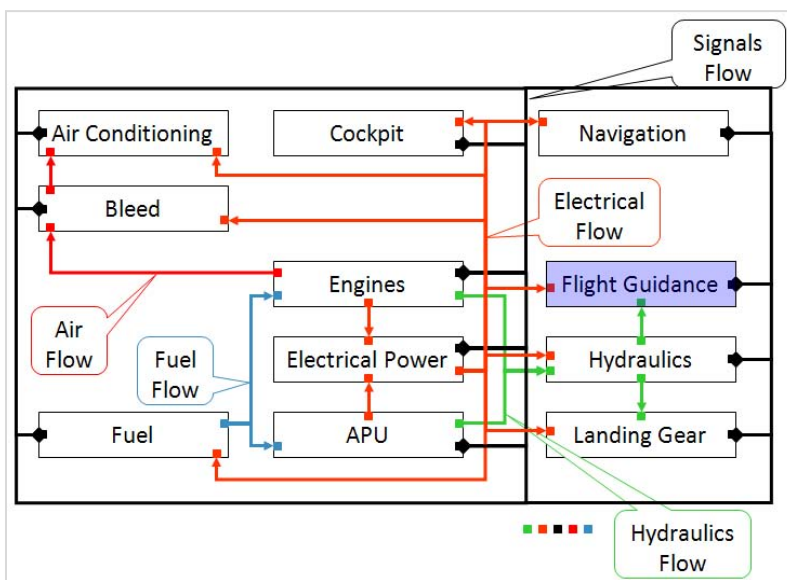 Signals
Flow
Air Conditioning
Cockpit
Navigation
Bleed
Electrical
Flow
Engines
Flight Guidance
Air
Flow
Fuel
Flow
Electrical Power
Hydraulics
Fuel
APU
Landing Gear
Hydraulics
Flow